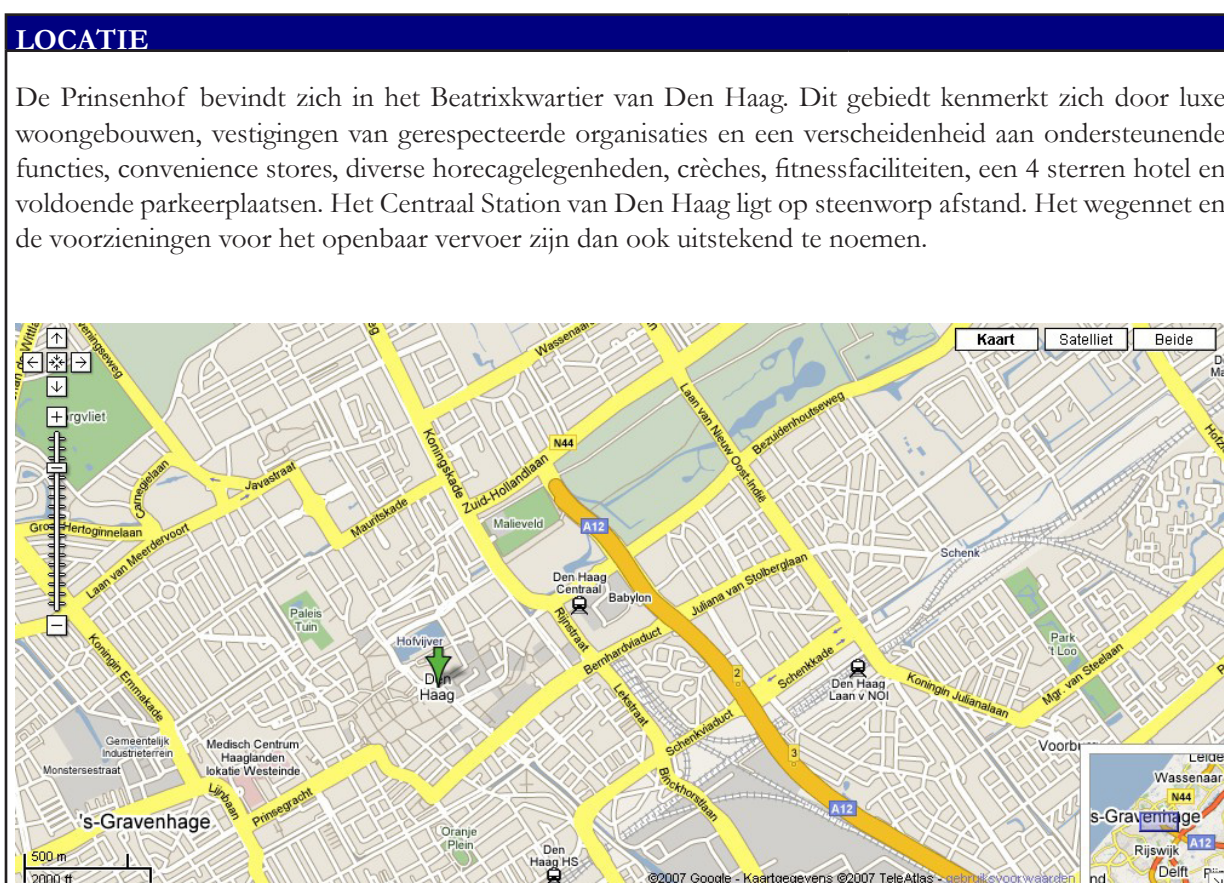 LOCATIE
De Prinsenhof bevindt zich in het Beatrixkwartier van Den Haag. Dit gebiedt kenmerkt zich door luxe
woongebouwen, vestigingen van gerespecteerde organisaties en een verscheidenheid aan ondersteunende
functies, convenience stores, diverse horecagelegenheden, crèches, fitnessfaciliteiten, een 4 sterren hotel en
voldoende parkeerplaatsen. Het Centraal Station van Den Haag ligt op steenworp afstand. Het wegennet en
de voorzieningen voor het openbaar vervoer zijn dan ook uitstekend te noemen.
Kaart
Satelliet
Beide
Wassenaar
rgvliet
N44
Koningskade
Laan van Nieuw Oost-Indië
Bezuidenhoutseweg
Zuid-Hollandlaan
Carnegielaan
Javastraat
Mauritskade
Malieveld
A12
Groot Hertoginnelaan
Laan van Meerdervoort
Schenk
Den Haag
Centraal
Babylon
Juliana van Stolberglaan
Paleis
Tuin
Hofvijver
Rijnstraat
Bernhardviaduct
Park
't Loo
Den
Haag
Schenkkade
2
Den Haag
Laan v NOI
Koningin Julianalaan
Mgr. van Steelaan
Koningin Emmakade
Lekstraat
Schenkviaduct
Gemeentelijk
Industrieterrein
Medisch Centrum
Haaglanden
lokatie Westeinde
Monstersestraat
3
Binckhorstlaan
Lijnbaan
Prinsegracht
's-Gravenhage
A12
Oranje
Plein
Den
Haag HS
Wassenaar
N44
s-Gravenhage
Rijswijk
A12
Delft
500 m
2000 ft
©2007 Google - Kaartgegevens ©2007 TeleAtlas - gebruiksvoorwaarden